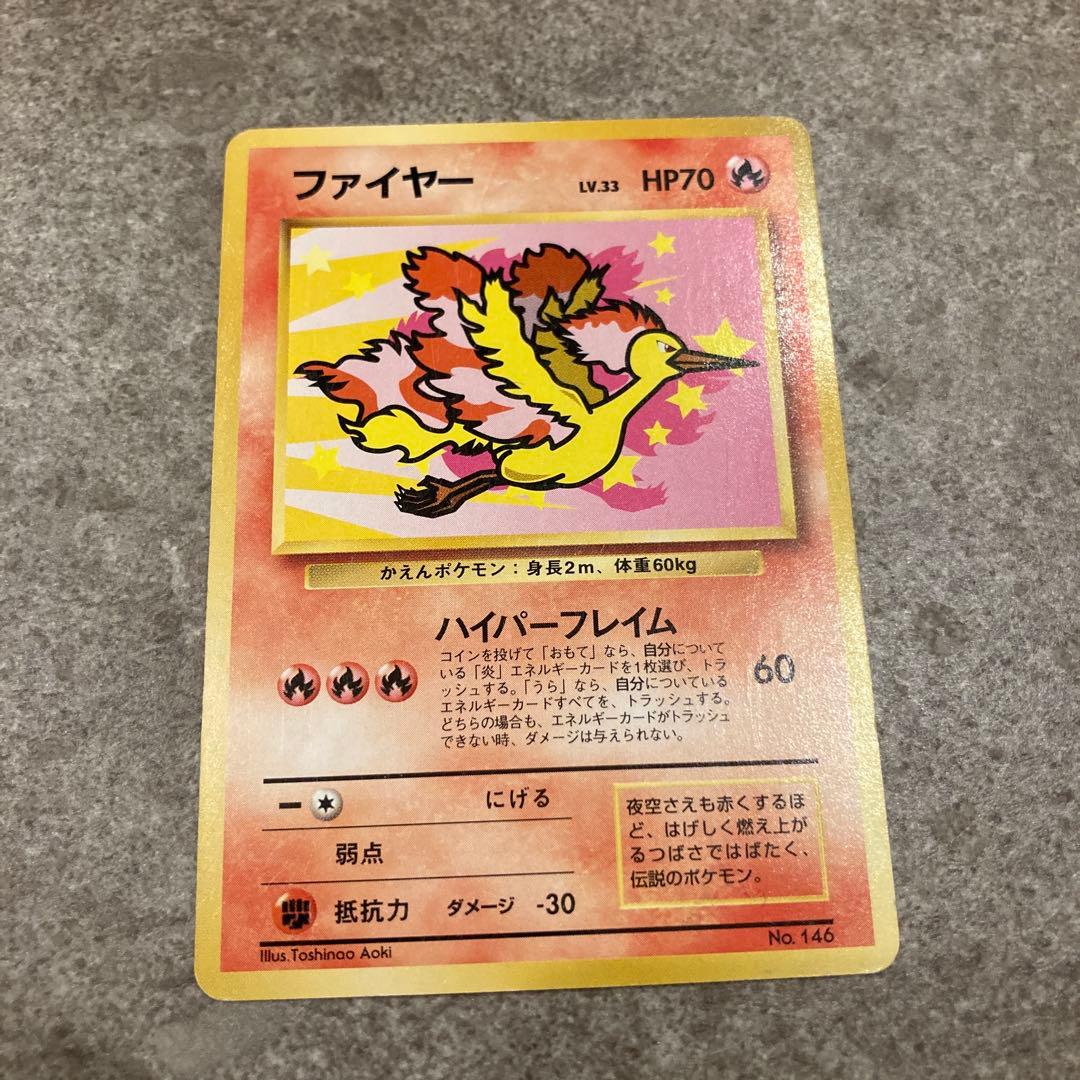 ファイヤー LV.33 HP70
かえんポケモン：身長2m、体重60kg
ハイパーフレイム
コインを投げて「おもて」なら、自分について
いる「炎」エネルギーカードを1枚選び、トラ
ッシュする。「うら」なら、自分についている
エネルギーカードすべてを、トラッシュする。
どちらの場合も、エネルギーカードがトラッシュ
できない時、ダメージは与えられない。
60
にげる
弱点
抵抗力 ダメージ -30
夜空さえも赤くするほ
ど、はげしく燃え上が
るつばさではばたく、
伝説のポケモン。
Illus.Toshinao Aoki
No. 146